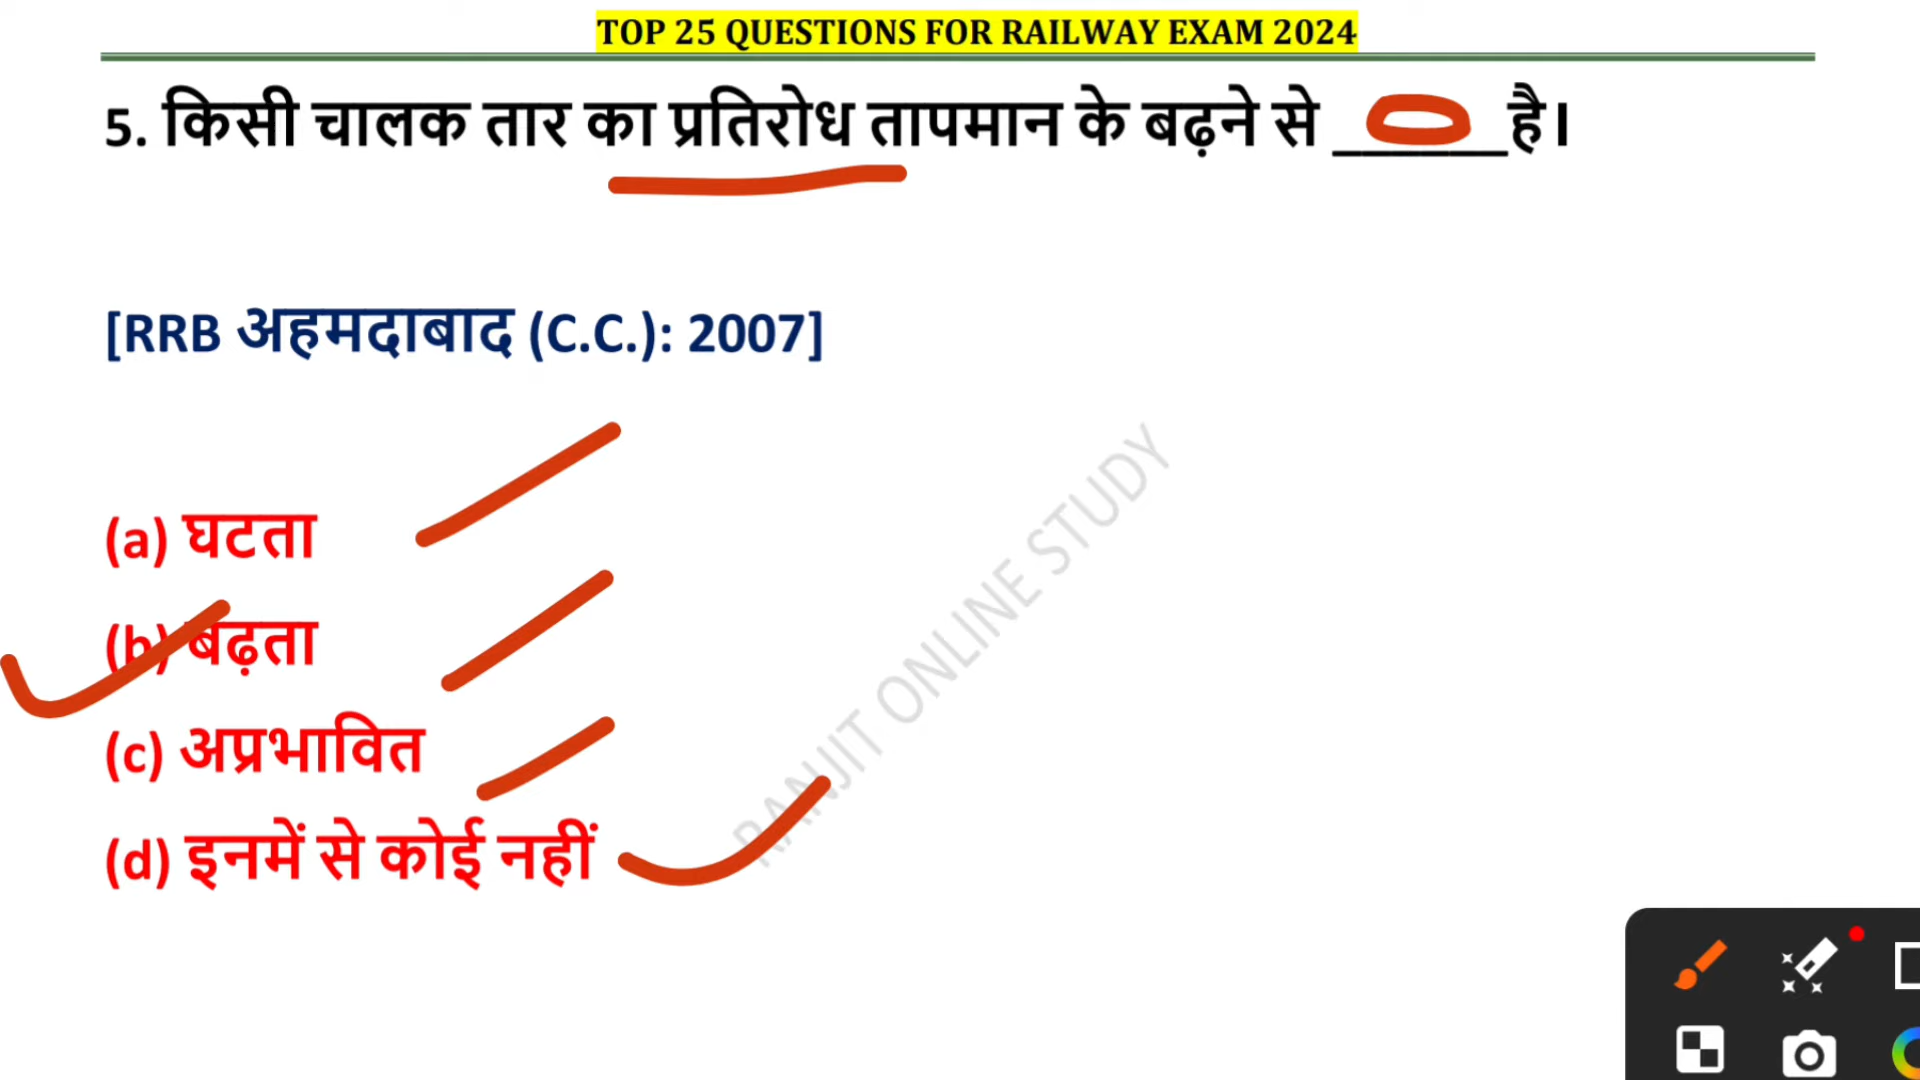 TOP 25 QUESTIONS FOR RAILWAY EXAM 2024
5. किसी चालक तार का प्रतिरोध तापमान के बढ़ने से ______है।
[RRB अहमदाबाद (C.C.): 2007]
(a) घटता
(b) बढ़ता
(c) अप्रभावित
(d) इनमें से कोई नहीं
RANJIT ONLINE STUDY